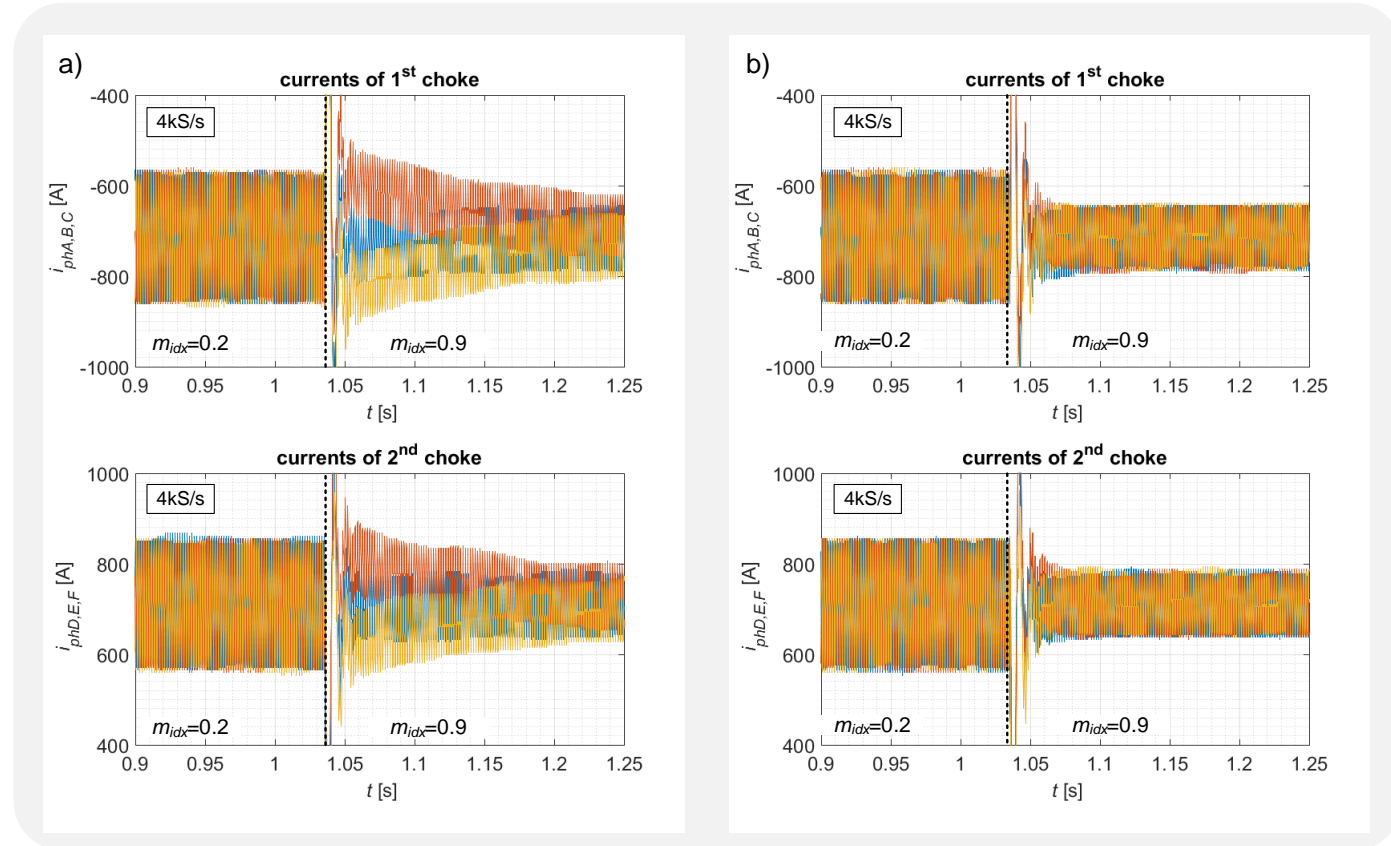 a)
currents of 1st choke
4kS/s
i_phA,B,C [A]
-400
-600
-800
-1000
m_idx=0.2
m_idx=0.9
0.9 0.95 1 1.05 1.1 1.15 1.2 1.25
t [s]
currents of 2nd choke
4kS/s
i_phD,E,F [A]
1000
800
600
400
m_idx=0.2
m_idx=0.9
0.9 0.95 1 1.05 1.1 1.15 1.2 1.25
t [s]
b)
currents of 1st choke
4kS/s
i_phA,B,C [A]
-400
-600
-800
-1000
m_idx=0.2
m_idx=0.9
0.9 0.95 1 1.05 1.1 1.15 1.2 1.25
t [s]
currents of 2nd choke
4kS/s
i_phD,E,F [A]
1000
800
600
400
m_idx=0.2
m_idx=0.9
0.9 0.95 1 1.05 1.1 1.15 1.2 1.25
t [s]